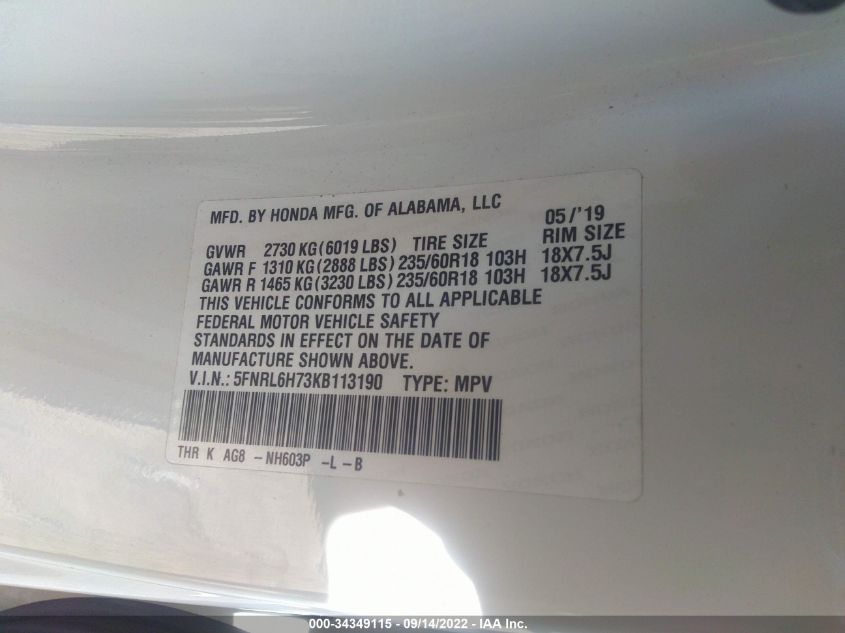 MFD. BY HONDA MFG. OF ALABAMA, LLC 05/'19
GVWR 2730 KG (6019 LBS) TIRE SIZE RIM SIZE
GAWR F 1310 KG (2888 LBS) 235/60R18 103H 18X7.5J
GAWR R 1465 KG (3230 LBS) 235/60R18 103H 18X7.5J
THIS VEHICLE CONFORMS TO ALL APPLICABLE
FEDERAL MOTOR VEHICLE SAFETY
STANDARDS IN EFFECT ON THE DATE OF
MANUFACTURE SHOWN ABOVE.
V.I.N.: 5FNRL6H73KB113190 TYPE: MPV
THR K AG8 -NH603P -L-B
000-34349115 - 09/14/2022 - IAA Inc.